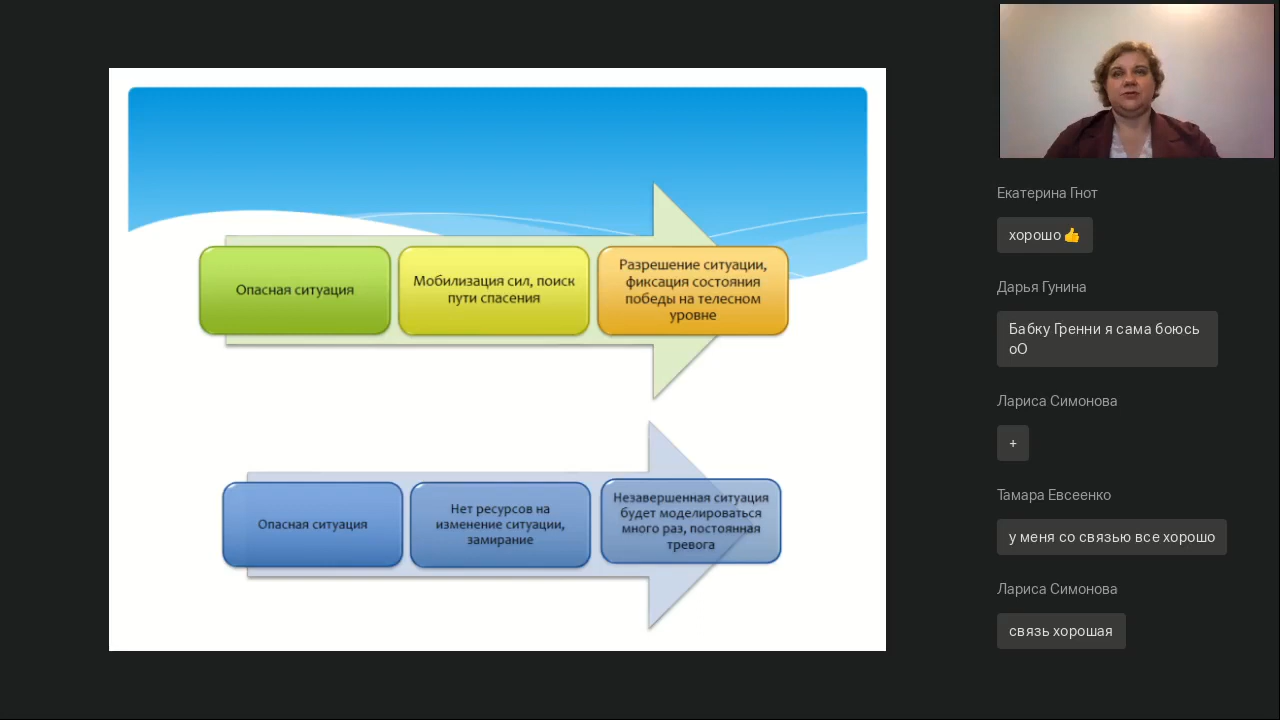 Опасная ситуация
Мобилизация сил, поиск
пути спасения
Разрешение ситуации,
фиксация состояния
победы на телесном
уровне
Опасная ситуация
Нет ресурсов на
изменение ситуации,
замирание
Незавершенная ситуация
будет моделироваться
много раз, постоянная
тревога
Екатерина Гнот
хорошо👍
Дарья Гунина
Бабку Гренни я сама боюсь
оО
Лариса Симонова
+
Тамара Евсеенко
у меня со связью все хорошо
Лариса Симонова
связь хорошая